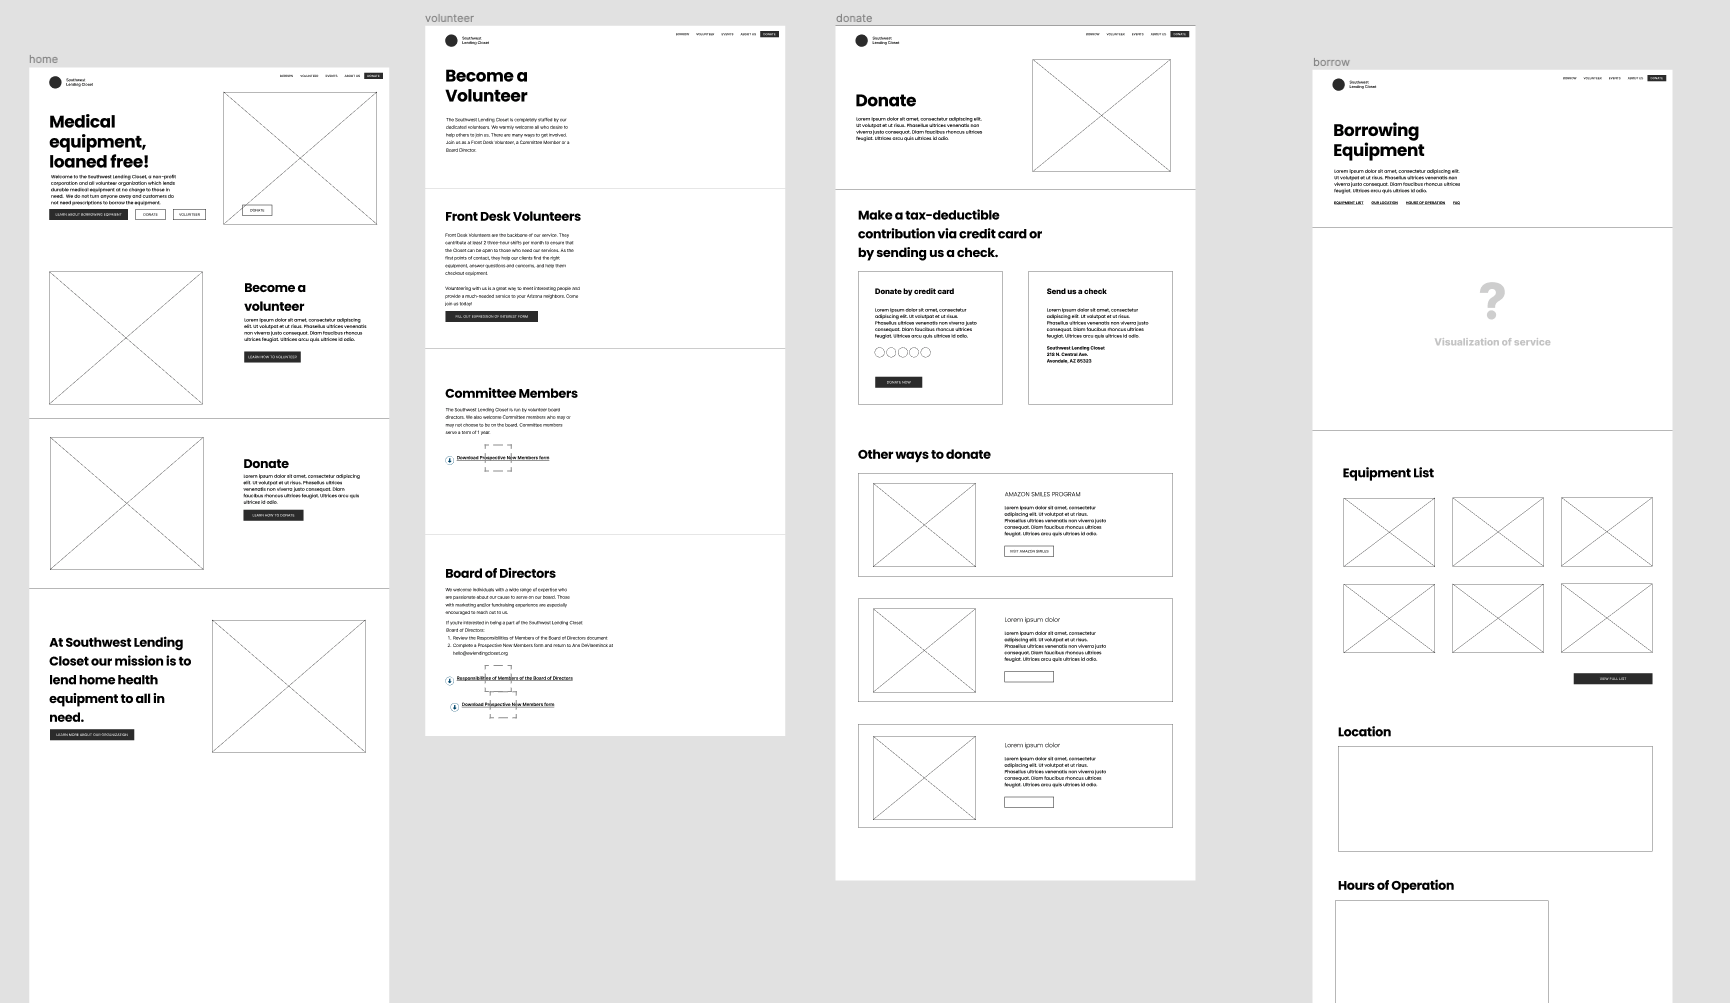 home
Southwest
Lending Closet
BORROW VOLUNTEER EVENTS ABOUT US DONATE
Medical
equipment,
loaned free!
Welcome to the Southwest Lending Closet, a non-profit
corporation and all volunteer organization which lends
durable medical equipment at no charge to those in
need. We do not turn anyone away and customers do
not need prescriptions to borrow the equipment.
LEARN ABOUT BORROWING EQIPMENT DONATE VOLUNTEER
DONATE
Become a
volunteer
Lorem ipsum dolor sit amet, consectetur adipiscing
elit. Ut volutpat et ut risus. Phasellus ultrices venenatis
non viverra justo consequat. Diam faucibus rhoncus
ultrices feugiat. Ultrices arcu quis ultrices id odio.
LEARN HOW TO VOLUNTEER
Donate
Lorem ipsum dolor sit amet, consectetur adipiscing
elit. Ut volutpat et ut risus. Phasellus ultrices
venenatis non viverra justo consequat. Diam
faucibus rhoncus ultrices feugiat. Ultrices arcu quis
ultrices id odio.
LEARN HOW TO DONATE
At Southwest Lending
Closet our mission is to
lend home health
equipment to all in
need.
LEARN MORE ABOUT OUR ORGANIZATION
volunteer
Southwest
Lending Closet
BORROW VOLUNTEER EVENTS ABOUT US DONATE
Become a
Volunteer
The Southwest Lending Closet is completely staffed by our
dedicated volunteers. We warmly welcome all who desire to
help others to join us. There are many ways to get involved.
Join us as a Front Desk Volunteer, a Committee Member or a
Board Director.
Front Desk Volunteers
Front Desk Volunteers are the backbone of our service. They
contribute at least 2 three-hour shifts per month to ensure that
the Closet can be open to those who need our services. As the
first points of contact, they help our clients find the right
equipment, answer questions and concerns, and help them
checkout equipment.
Volunteering with us is a great way to meet interesting people and
provide a much-needed service to your Arizona neighbors. Come
join us today!
FILL OUT EXPRESSION OF INTEREST FORM
Committee Members
The Southwest Lending Closet is run by volunteer board
directors. We also welcome Committee members who may or
may not choose to be on the board. Committee members
serve a term of 1 year.
Download Prospective New Members form
Board of Directors
We welcome individuals with a wide range of expertise who
are passionate about our cause to serve on our board. Those
with marketing and/or fundraising experience are especially
encouraged to reach out to us.
If you're interested in being a part of the Southwest Lending Closet
Board of Directors:
1. Review the Responsibilities of Members of the Board of Directors document
2. Complete a Prospective New Members form and return to Ana at
hello@swlendingcloset.org
Responsibilities of Members of the Board of Directors
Download Prospective New Members form
donate
Southwest
Lending Closet
BORROW VOLUNTEER EVENTS ABOUT US DONATE
Donate
Lorem ipsum dolor sit amet, consectetur adipiscing elit.
Ut volutpat et ut risus. Phasellus ultrices venenatis non
viverra justo consequat. Diam faucibus rhoncus ultrices
feugiat. Ultrices arcu quis ultrices id odio.
Make a tax-deductible
contribution via credit card or
by sending us a check.
Donate by credit card
Lorem ipsum dolor sit amet, consectetur adipiscing
elit. Ut volutpat et ut risus. Phasellus ultrices
venenatis non viverra justo consequat. Diam
faucibus rhoncus ultrices feugiat. Ultrices arcu quis
ultrices id odio.
DONATE NOW
Send us a check
Lorem ipsum dolor sit amet, consectetur adipiscing
elit. Ut volutpat et ut risus. Phasellus ultrices
venenatis non viverra justo consequat. Diam
faucibus rhoncus ultrices feugiat. Ultrices arcu quis
ultrices id odio.
Southwest Lending Closet
218 N. Central Ave.
Avondale, AZ 85323
Other ways to donate
AMAZON SMILES PROGRAM
Lorem ipsum dolor sit amet, consectetur
adipiscing elit. Ut volutpat et ut risus.
Phasellus ultrices venenatis non viverra justo
consequat. Diam faucibus rhoncus ultrices
feugiat. Ultrices arcu quis ultrices id odio.
VISIT AMAZON SMILES
Lorem ipsum dolor
Lorem ipsum dolor sit amet, consectetur
adipiscing elit. Ut volutpat et ut risus.
Phasellus ultrices venenatis non viverra justo
consequat. Diam faucibus rhoncus ultrices
feugiat. Ultrices arcu quis ultrices id odio.
Lorem ipsum dolor
Lorem ipsum dolor sit amet, consectetur
adipiscing elit. Ut volutpat et ut risus.
Phasellus ultrices venenatis non viverra justo
consequat. Diam faucibus rhoncus ultrices
feugiat. Ultrices arcu quis ultrices id odio.
borrow
Southwest
Lending Closet
BORROW VOLUNTEER EVENTS ABOUT US DONATE
Borrowing
Equipment
Lorem ipsum dolor sit amet, consectetur adipiscing elit.
Ut volutpat et ut risus. Phasellus ultrices venenatis non
viverra justo consequat. Diam faucibus rhoncus ultrices
feugiat. Ultrices arcu quis ultrices id odio.
EQUIPMENT LIST OUR LOCATION HOURS OF OPERATION FAQ
?
Visualization of service
Equipment List
VIEW FULL LIST
Location
Hours of Operation